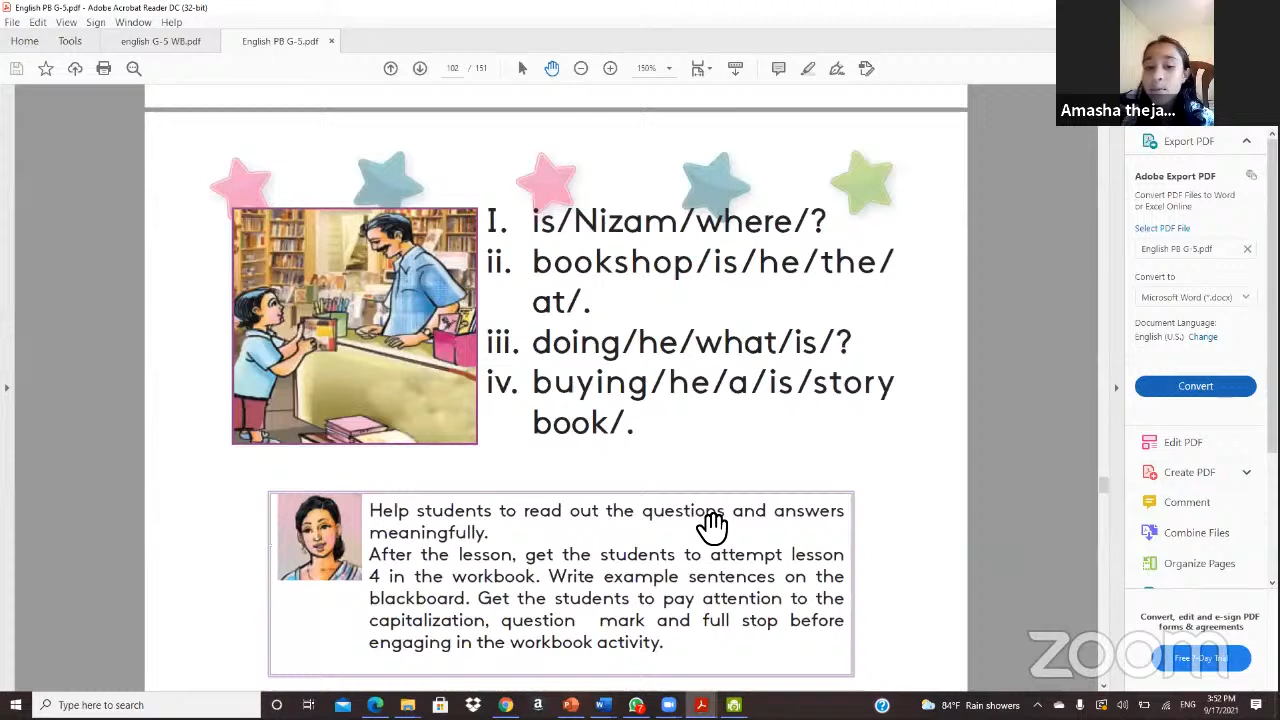 English PB G-5.pdf - Adobe Acrobat Reader DC (32-bit)
File Edit View Sign Window Help
Home Tools english G-5 WB.pdf English PB G-5.pdf ×
102 / 151 150%
Amasha theja...
I. is/Nizam/where/?
ii. bookshop/is/he/the/
at/.
iii. doing/he/what/is/?
iv. buying/he/a/is/story
book/.
Help students to read out the questions and answers
meaningfully.
After the lesson, get the students to attempt lesson
4 in the workbook. Write example sentences on the
blackboard. Get the students to pay attention to the
capitalization, question mark and full stop before
engaging in the workbook activity.
Export PDF
Adobe Export PDF
Convert PDF Files to Word
or Excel Online
Select PDF File
English PB G-5.pdf
Convert to
Microsoft Word (*.docx)
Document Language:
English (U.S.) Change
Convert
Edit PDF
Create PDF
Comment
Combine Files
Organize Pages
Convert, edit and e-sign PDF
forms & agreements
Free 7-Day Trial
zoom
Type here to search
84°F Rain showers
3:52 PM
9/17/2021